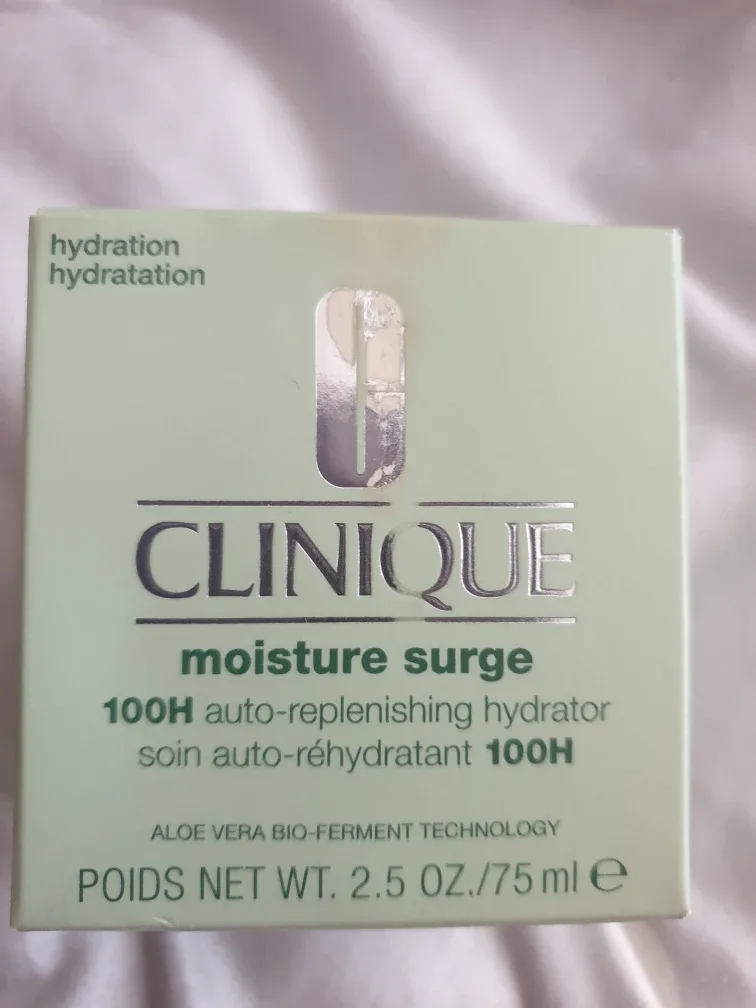 hydration
hydratation
CLINIQUE
moisture surge
100H auto-replenishing hydrator
soin auto-réhydratant 100H
ALOE VERA BIO-FERMENT TECHNOLOGY
POIDS NET WT. 2.5 OZ./75 ml ℮